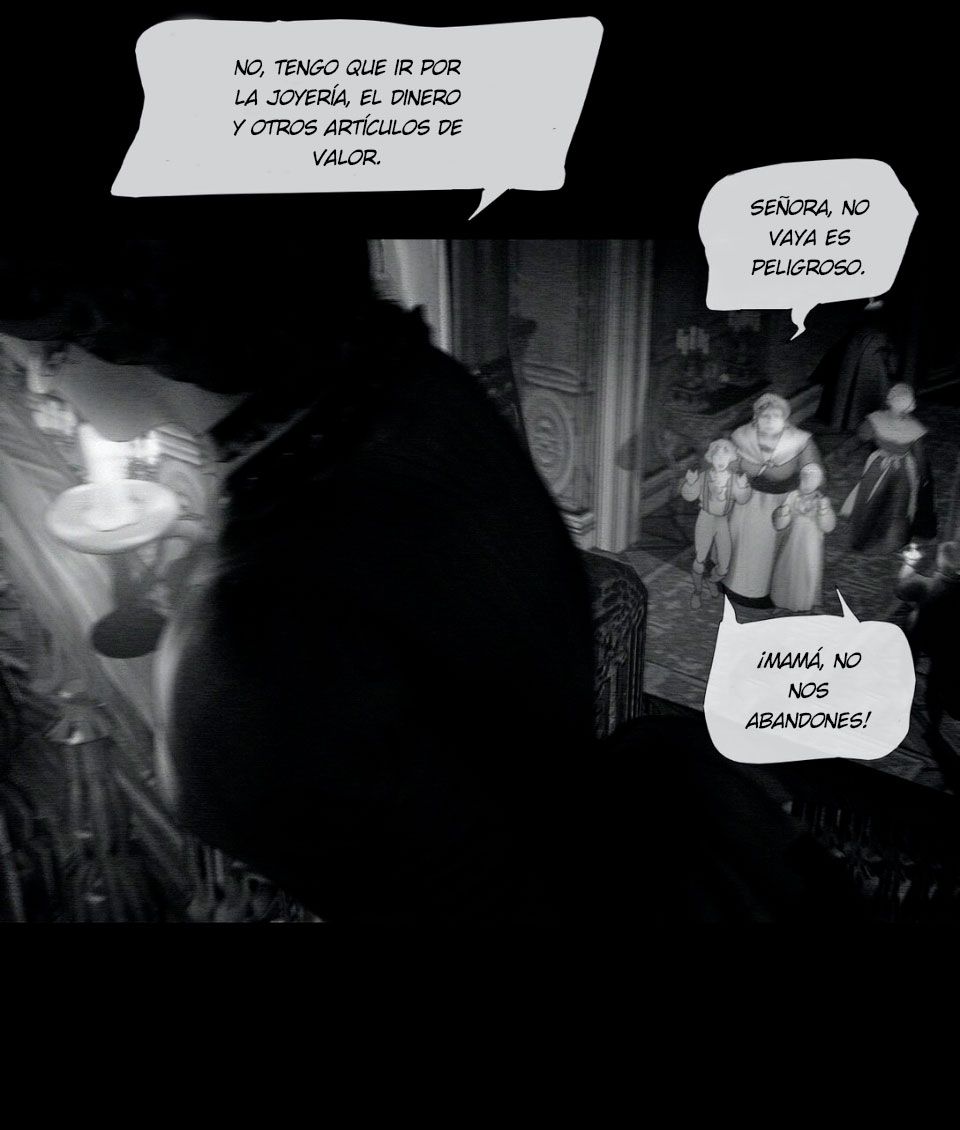 NO, TENGO QUE IR POR
LA JOYERÍA, EL DINERO
Y OTROS ARTÍCULOS DE
VALOR.
SEÑORA, NO
VAYA ES
PELIGROSO.
¡MAMÁ, NO
NOS
ABANDONES!